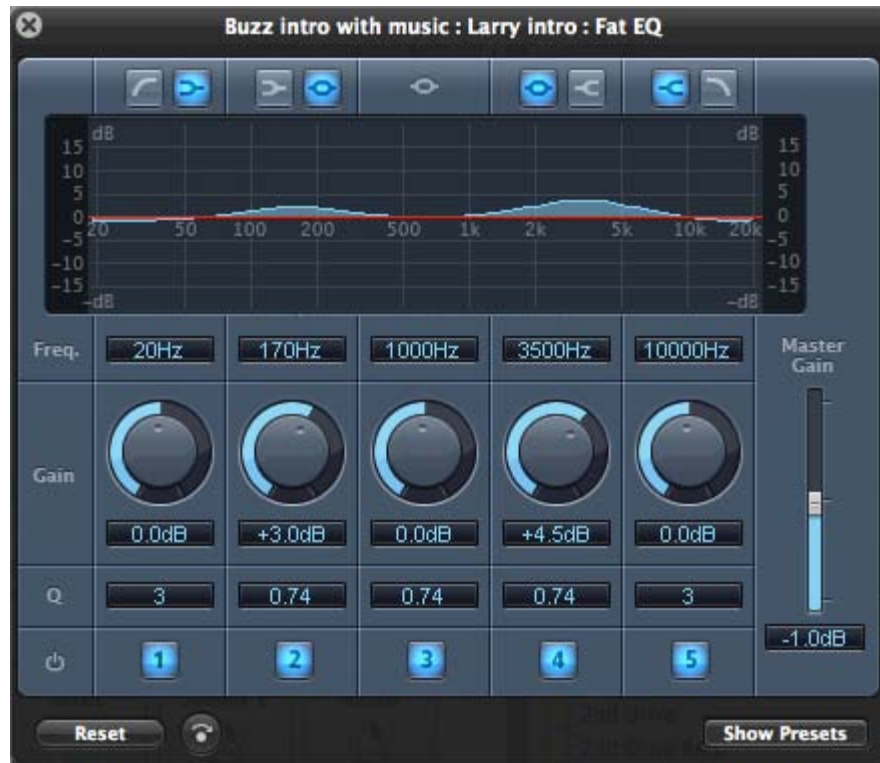 Buzz intro with music : Larry intro : Fat EQ
dB dB
15 15
10 10
5 5
0 0
20 50 100 200 500 1k 2k 5k 10k 20k
-5 -5
-10 -10
-15 -15
-dB -dB
Freq. 20Hz 170Hz 1000Hz 3500Hz 10000Hz
Master
Gain
Gain
0.0dB +3.0dB 0.0dB +4.5dB 0.0dB
Q 3 0.74 0.74 0.74 3
-1.0dB
1 2 3 4 5
2nd Drive
Reset Show Presets